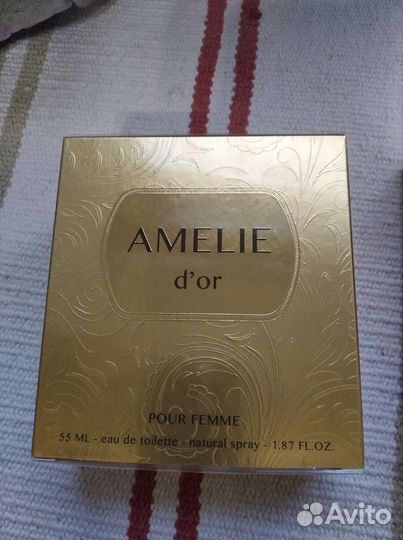 AMELIE
d'or
POUR FEMME
55 ML - eau de toilette - natural spray - 1.87 FL.OZ.
Avito